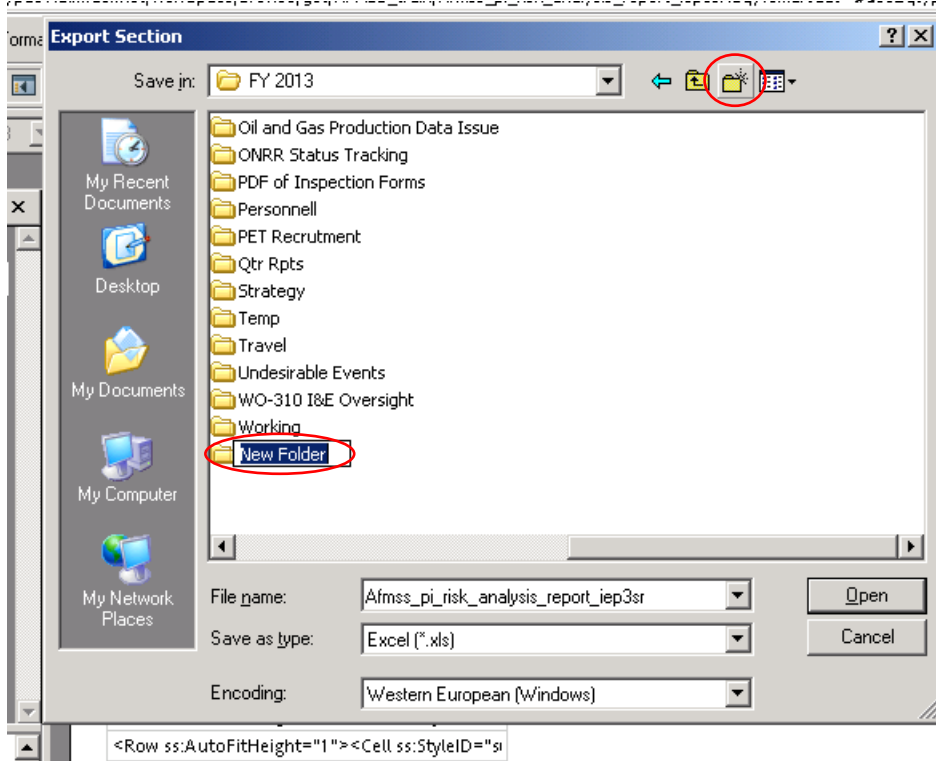 Export Section
Save in: FY 2013
Oil and Gas Production Data Issue
ONRR Status Tracking
PDF of Inspection Forms
Personnell
PET Recrutment
Qtr Rpts
Strategy
Temp
Travel
Undesirable Events
WO-310 I&E Oversight
Working
New Folder
My Recent
Documents
Desktop
My Documents
My Computer
My Network
Places
File name: Afmss_pi_risk_analysis_report_iep3sr
Open
Save as type: Excel (*.xls)
Cancel
Encoding: Western European (Windows)
<Row ss:AutoFitHeight="1"><Cell ss:StyleID="